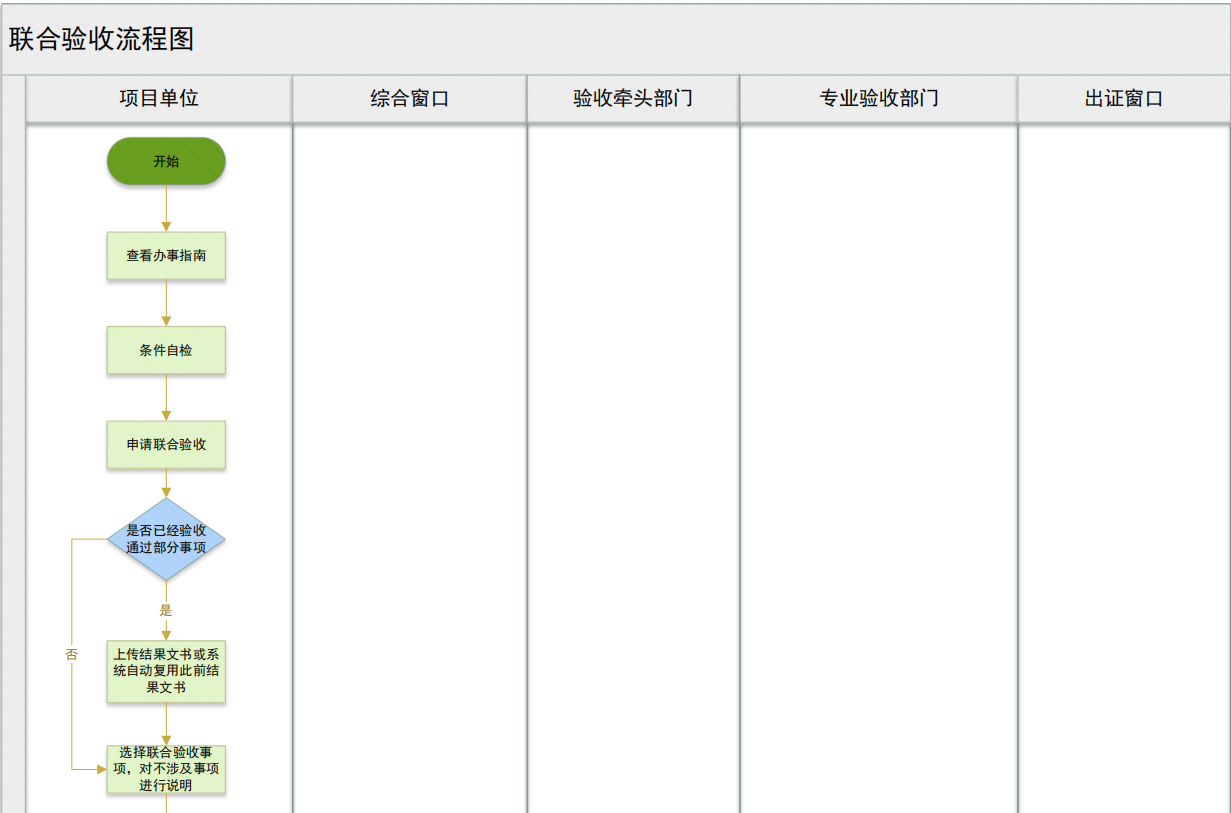 联合验收流程图
项目单位
综合窗口
验收牵头部门
专业验收部门
出证窗口
开始
查看办事指南
条件自检
申请联合验收
是否已经验收
通过部分事项
是
否
上传结果文书或系
统自动复用此前结
果文书
选择联合验收事
项，对不涉及事项
进行说明